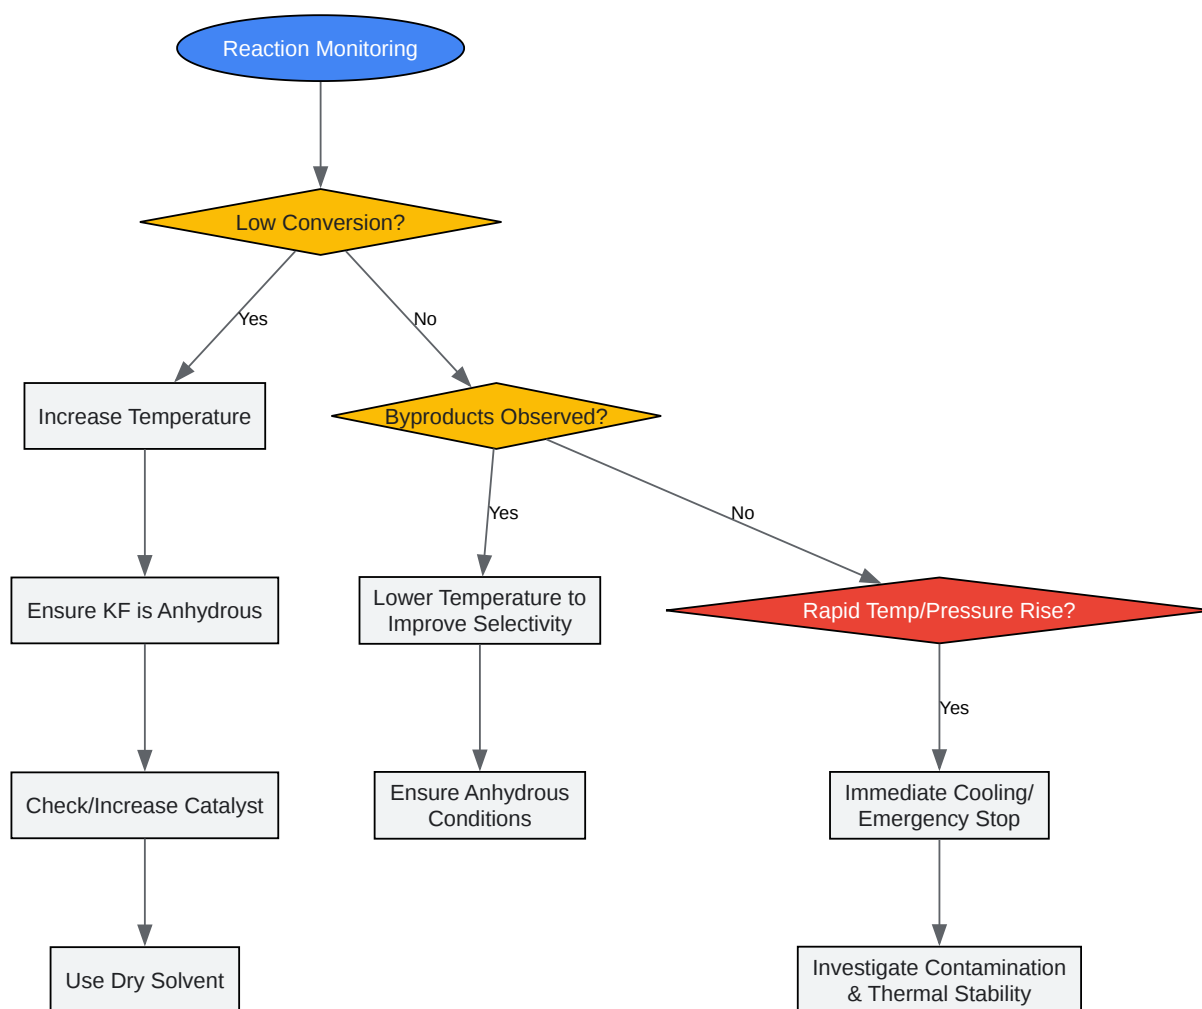 Reaction Monitoring
Low Conversion?
Yes
No
Increase Temperature
Byproducts Observed?
Yes
No
Ensure KF is Anhydrous
Lower Temperature to
Improve Selectivity
Rapid Temp/Pressure Rise?
Yes
Check/Increase Catalyst
Ensure Anhydrous
Conditions
Immediate Cooling/
Emergency Stop
Use Dry Solvent
Investigate Contamination
& Thermal Stability